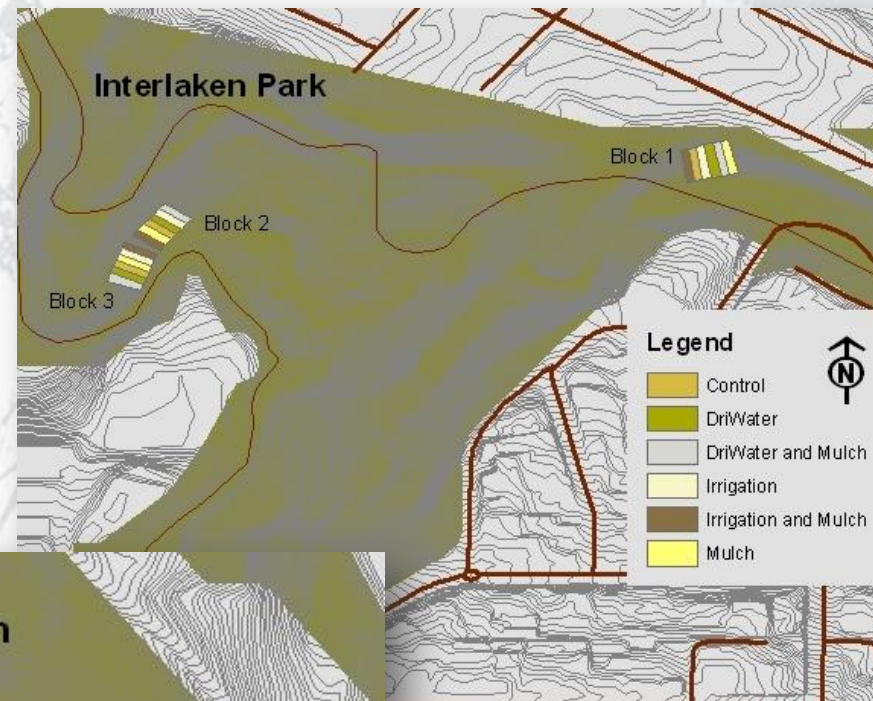 Interlaken Park
Block 1
Block 2
Block 3
Legend
N
Control
DriWater
DriWater and Mulch
Irrigation
Irrigation and Mulch
Mulch